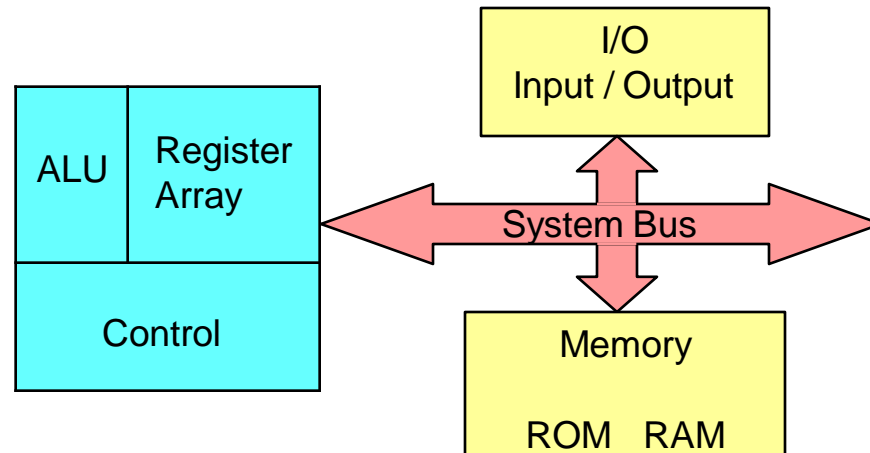 I/O
Input / Output
ALU
Register
Array
System Bus
Control
Memory
ROM RAM